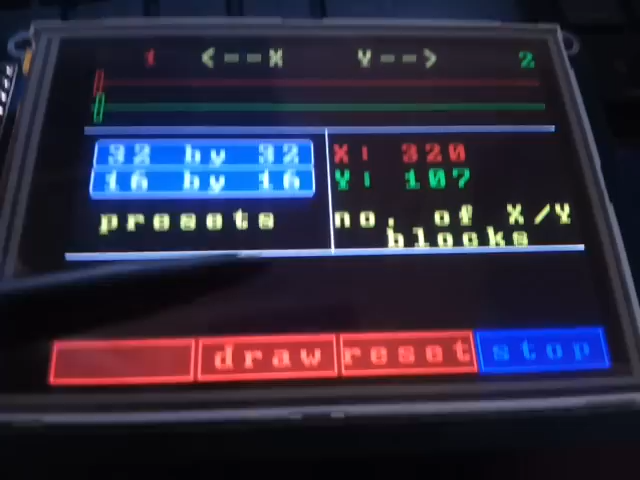 1 <--X Y--> 2
32 by 32
16 by 16
presets
X: 320
Y: 107
no. of X/Y
blocks
draw reset stop